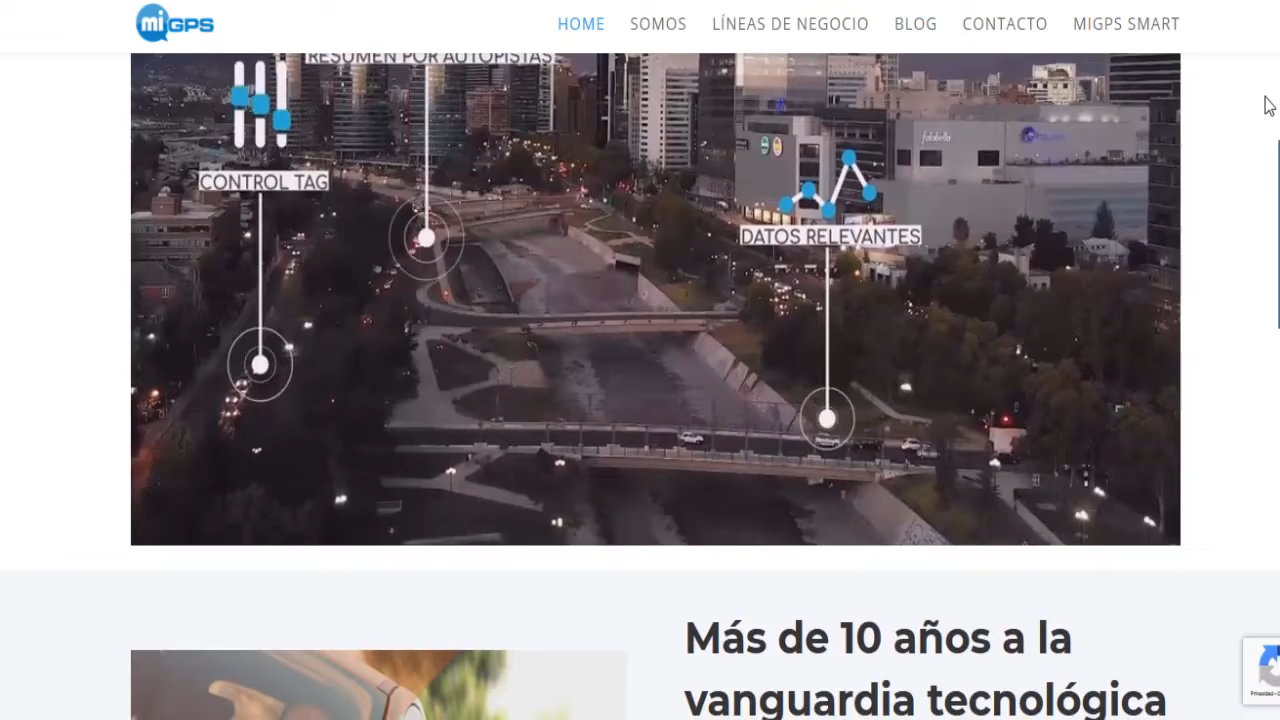 miGPS
HOME SOMOS LÍNEAS DE NEGOCIO BLOG CONTACTO MIGPS SMART
RESUMEN POR AUTOPISTAS
CONTROL TAG
falabella
DATOS RELEVANTES
Más de 10 años a la
vanguardia tecnológica